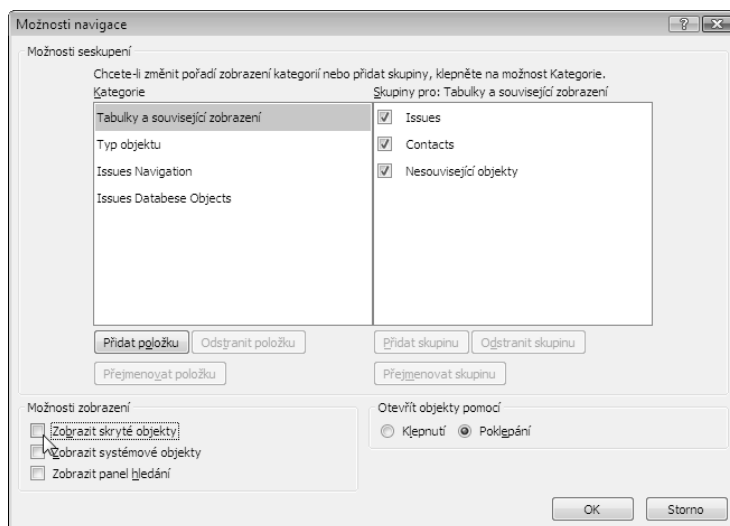 Možnosti navigace
Možnosti seskupení
Chcete-li změnit pořadí zobrazení kategorií nebo přidat skupiny, klepněte na možnost Kategorie.
Kategorie
Skupiny pro: Tabulky a související zobrazení
Tabulky a související zobrazení
Typ objektu
Issues Navigation
Issues Databese Objects
Issues
Contacts
Nesouvisející objekty
Přidat položku
Odstranit položku
Přidat skupinu
Odstranit skupinu
Přejmenovat položku
Přejmenovat skupinu
Možnosti zobrazení
Zobrazit skryté objekty
Zobrazit systémové objekty
Zobrazit panel hledání
Otevřít objekty pomocí
Klepnutí
Poklepání
OK
Storno